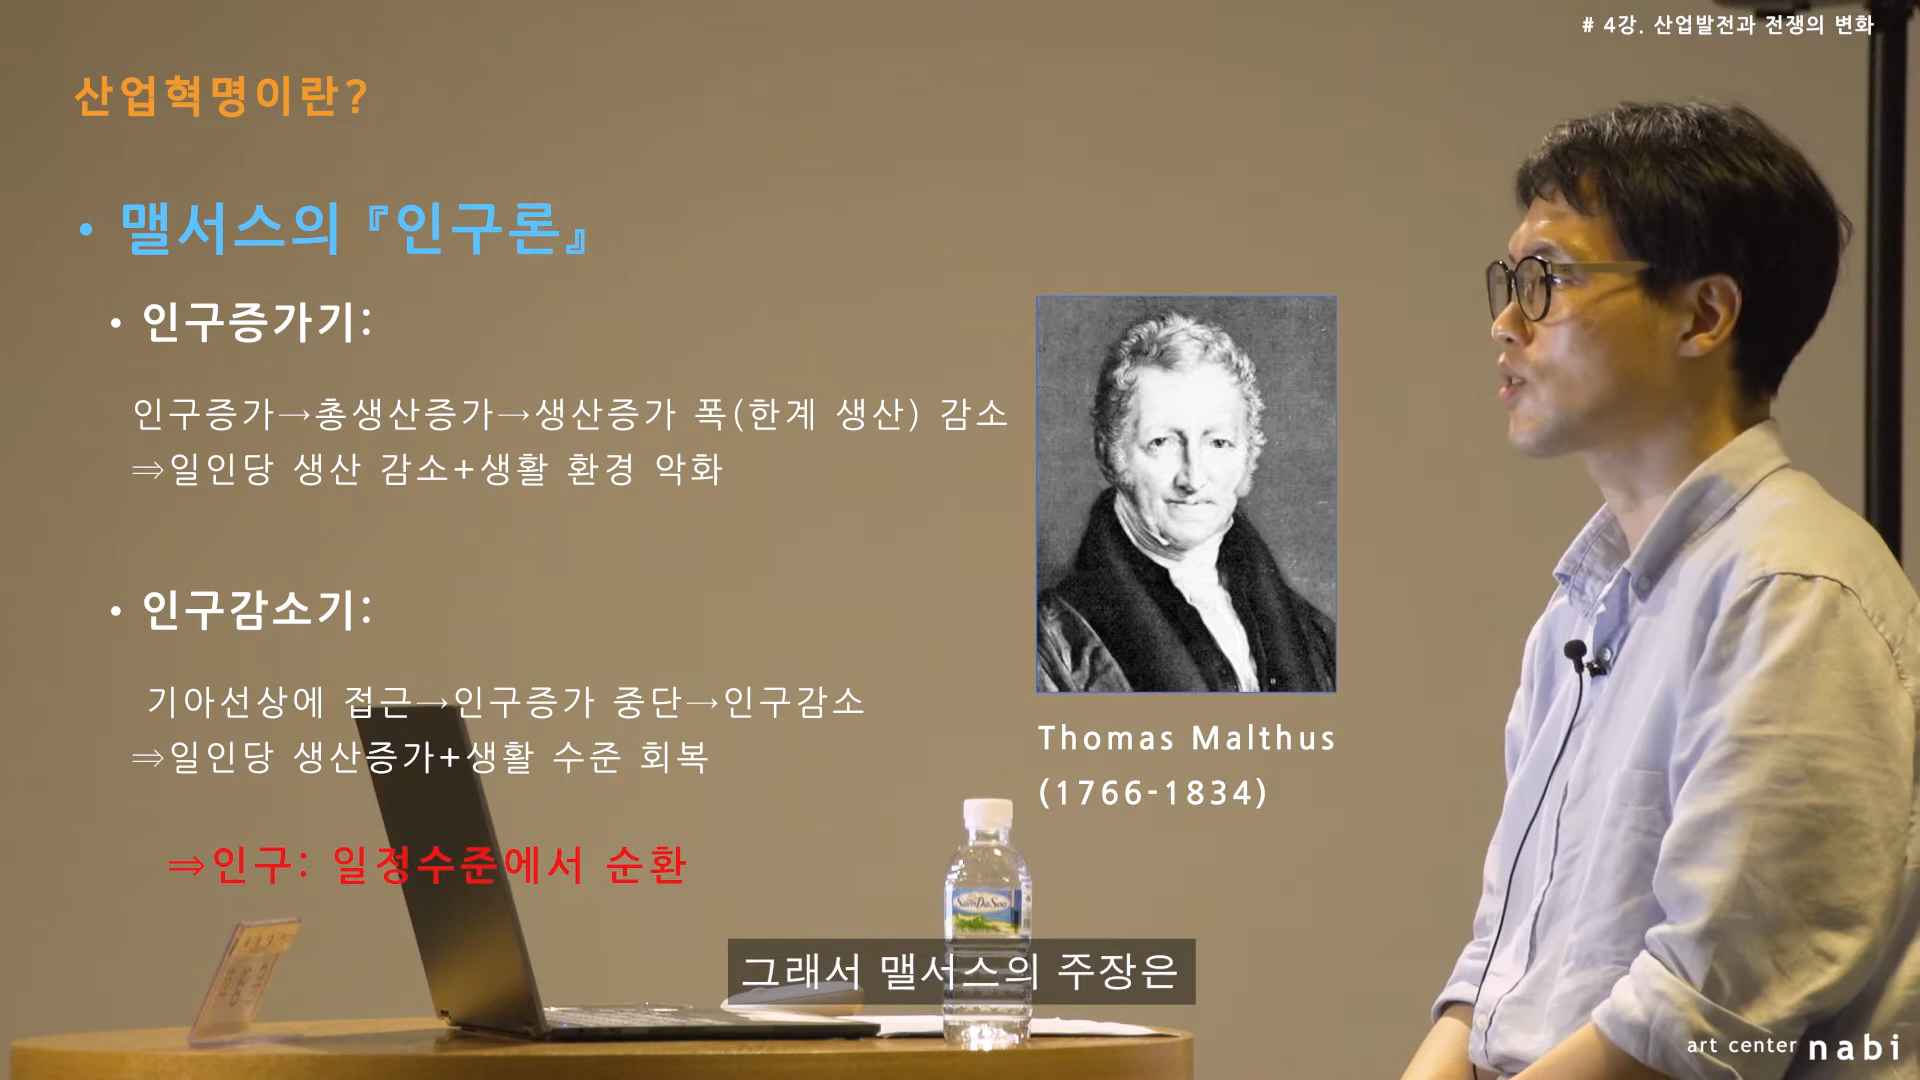 # 4강. 산업발전과 전쟁의 변화
산업혁명이란?
• 맬서스의『인구론』
• 인구증가기:
인구증가→총생산증가→생산증가 폭(한계 생산) 감소
⇒일인당 생산 감소+생활 환경 악화
• 인구감소기:
기아선상에 접근→인구증가 중단→인구감소
⇒일인당 생산증가+생활 수준 회복
⇒인구: 일정수준에서 순환
Thomas Malthus
(1766-1834)
SamDaSoo
그래서 맬서스의 주장은
art center nabi